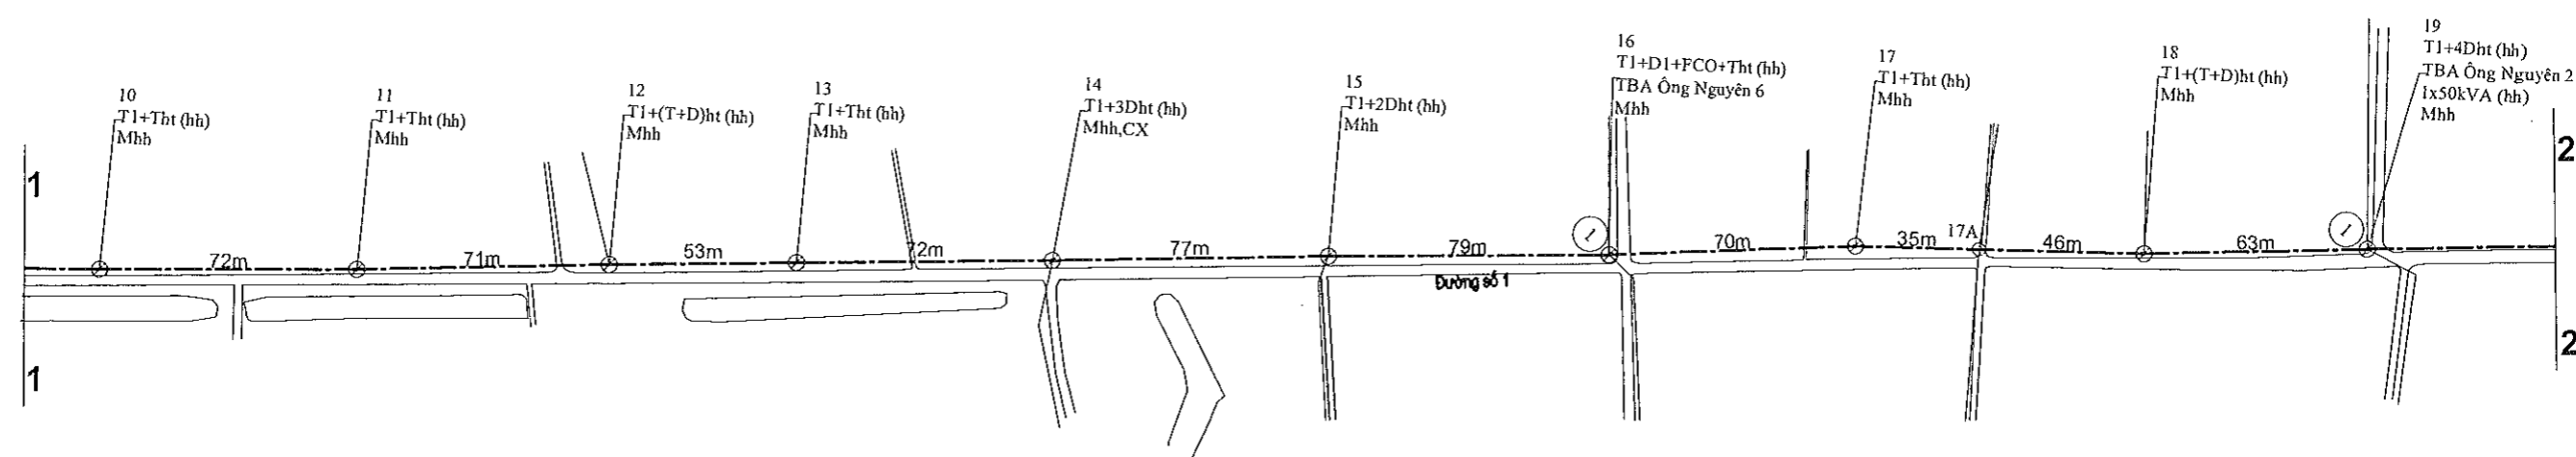 10
T1+Tht (hh)
Mhh
11
T1+Tht (hh)
Mhh
12
T1+(T+D)ht (hh)
Mhh
13
T1+Tht (hh)
Mhh
14
T1+3Dht (hh)
Mhh,CX
15
T1+2Dht (hh)
Mhh
16
T1+D1+FCO+Tht (hh)
TBA Ông Nguyên 6
Mhh
17
T1+Tht (hh)
Mhh
18
T1+(T+D)ht (hh)
Mhh
19
T1+4Dht (hh)
TBA Ông Nguyên 2
1x50kVA (hh)
Mhh
1
2
72m
71m
53m
72m
77m
79m
1
70m
35m
17A
46m
63m
1
Đường số 1
1
2